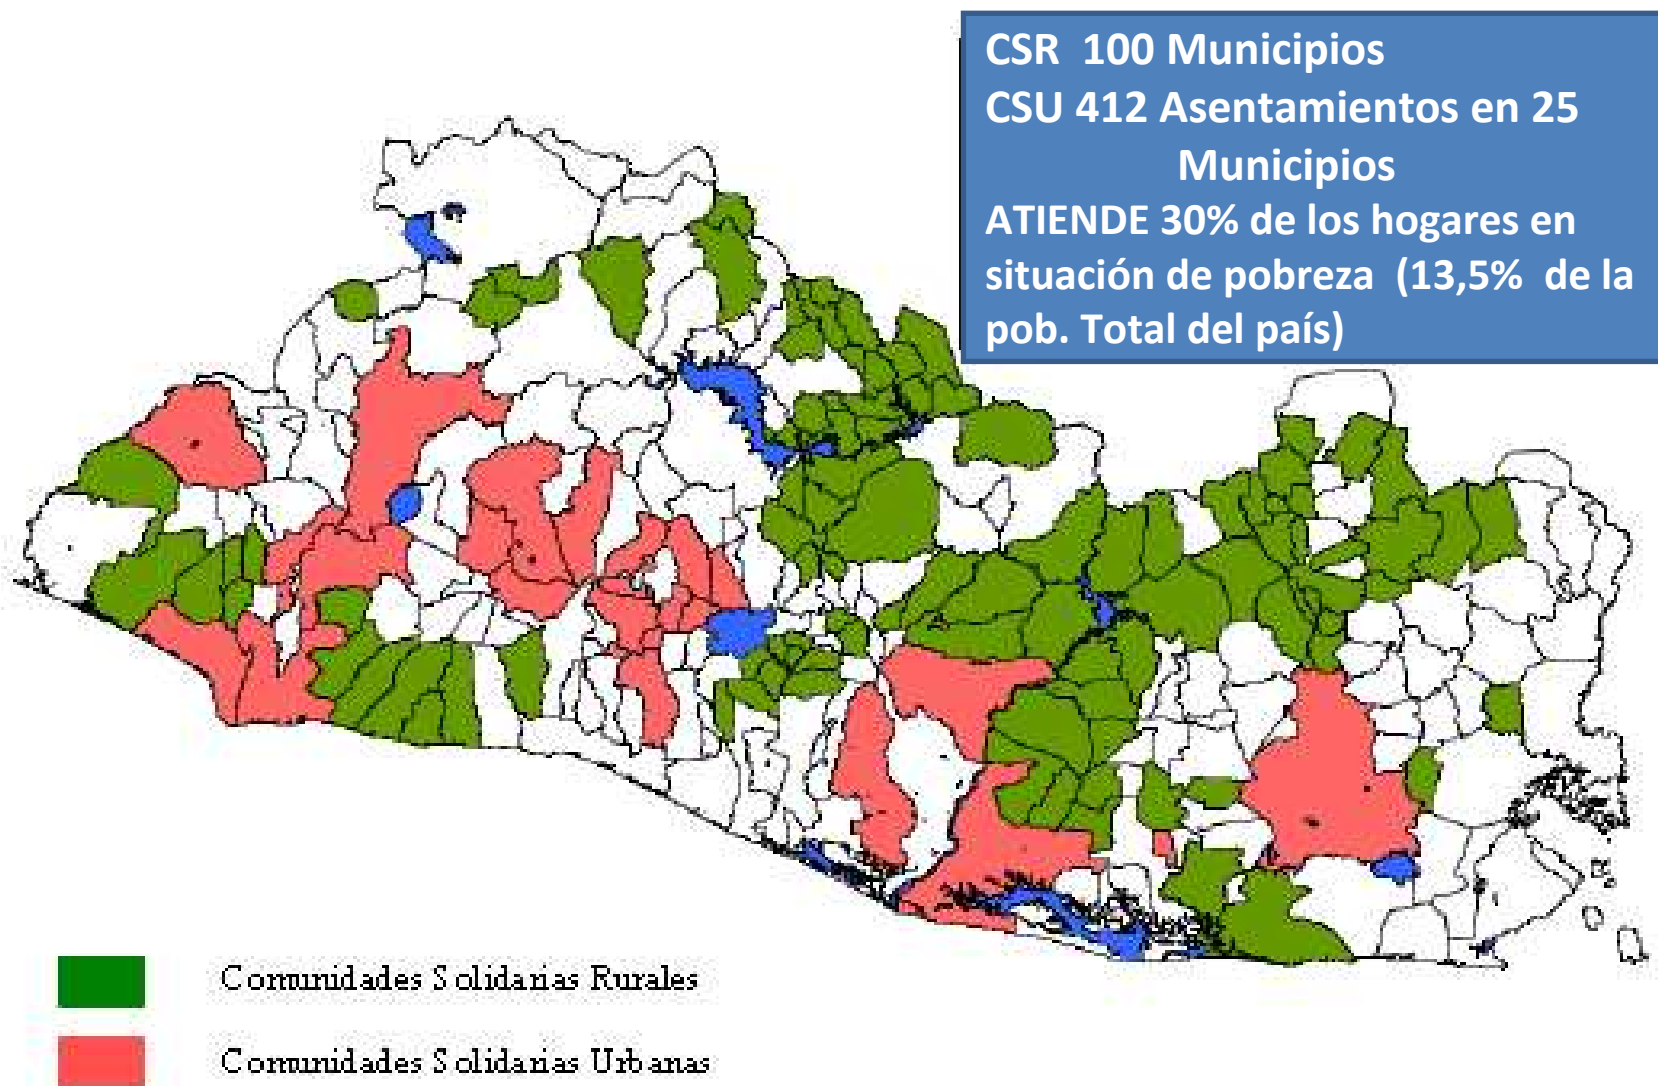 CSR 100 Municipios
CSU 412 Asentamientos en 25
Municipios
ATIENDE 30% de los hogares en
situación de pobreza (13,5% de la
pob. Total del país)
Comunidades Solidarias Rurales
Comunidades Solidarias Urbanas